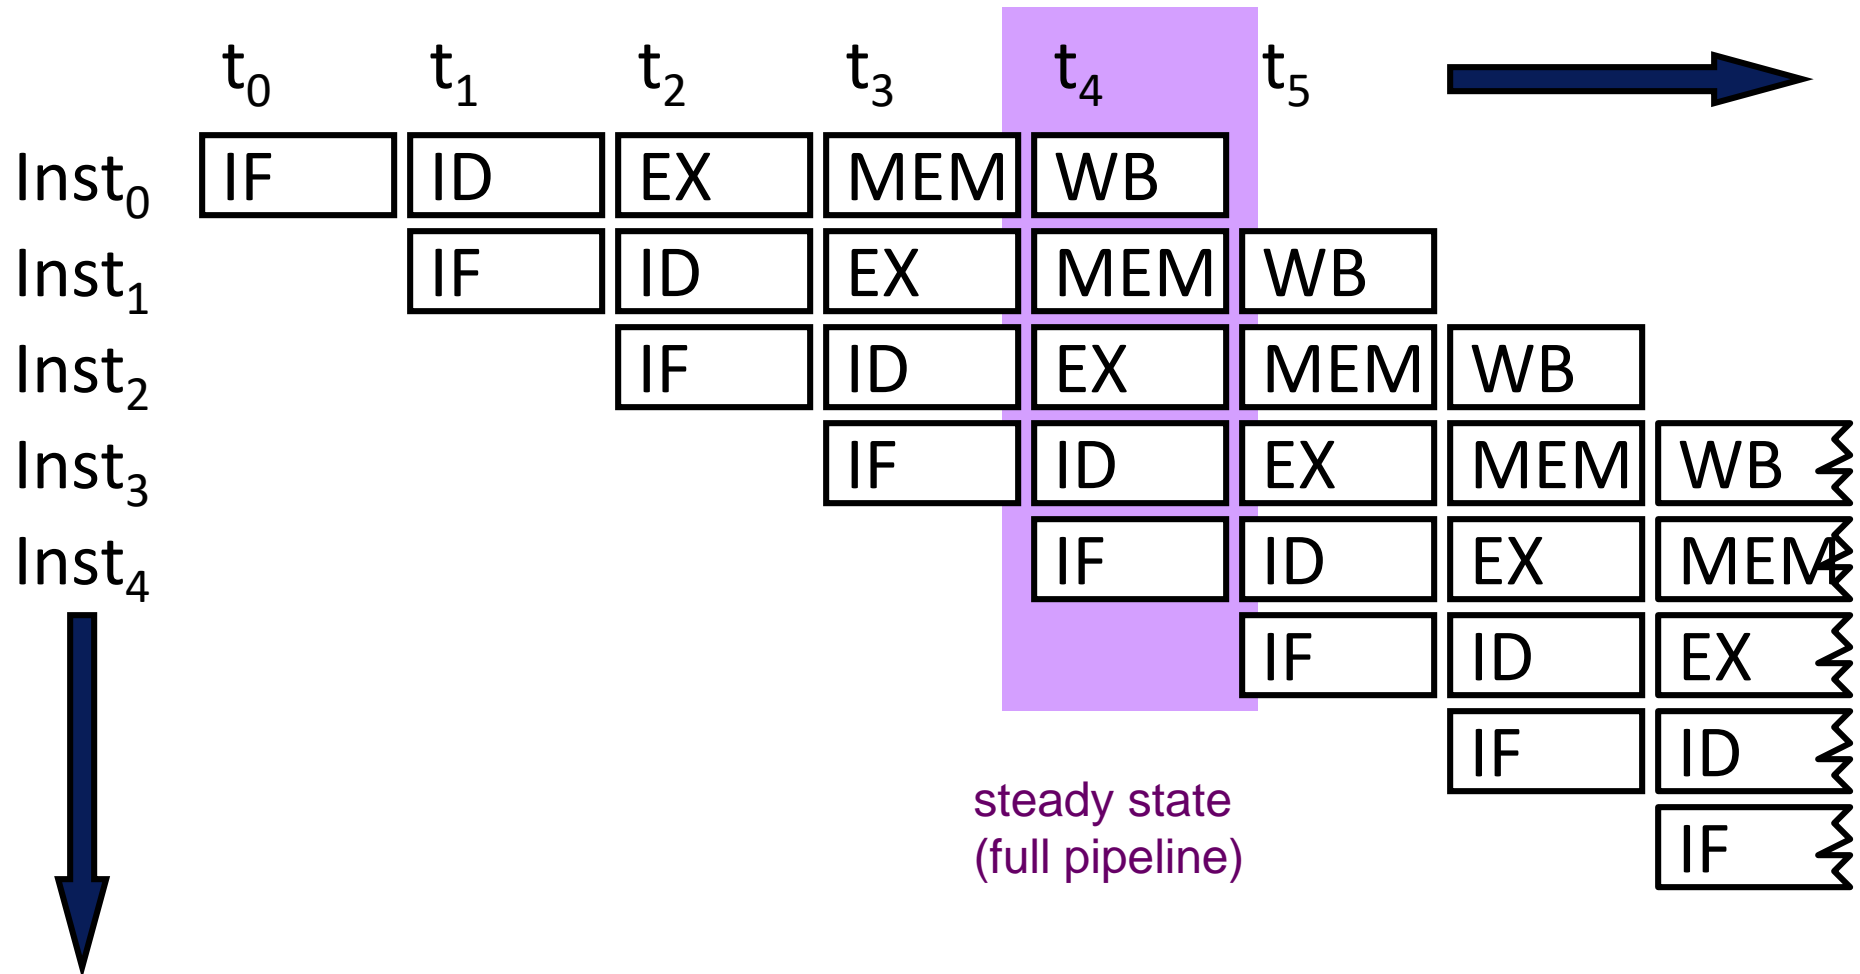 t0 t1 t2 t3 t4 t5
Inst0 IF ID EX MEM WB
Inst1 IF ID EX MEM WB
Inst2 IF ID EX MEM WB
Inst3 IF ID EX MEM WB
Inst4 IF ID EX MEM
IF ID EX
IF ID
IF
steady state
(full pipeline)